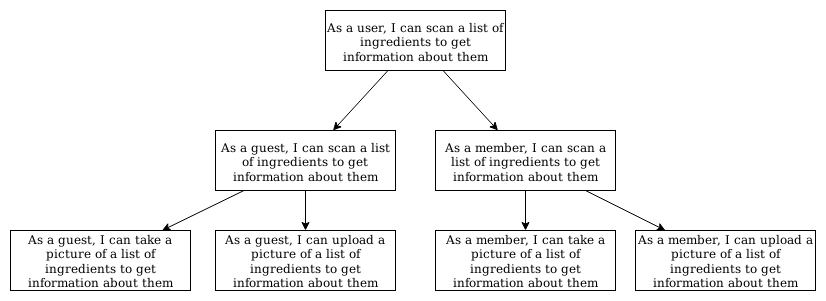 As a user, I can scan a list of
ingredients to get
information about them
As a guest, I can scan a list
of ingredients to get
information about them
As a member, I can scan a
list of ingredients to get
information about them
As a guest, I can take a
picture of a list of
ingredients to get
information about them
As a guest, I can upload a
picture of a list of
ingredients to get
information about them
As a member, I can take a
picture of a list of
ingredients to get
information about them
As a member, I can upload a
picture of a list of
ingredients to get
information about them